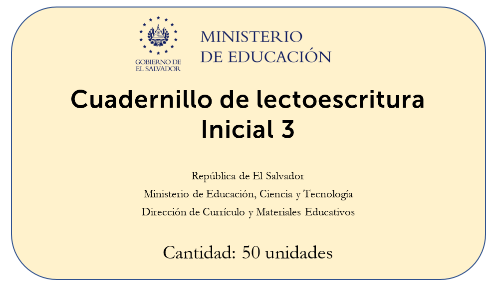 MINISTERIO
DE EDUCACIÓN
GOBIERNO DE
EL SALVADOR
Cuadernillo de lectoescritura
Inicial 3
República de El Salvador
Ministerio de Educación, Ciencia y Tecnología
Dirección de Currículo y Materiales Educativos
Cantidad: 50 unidades